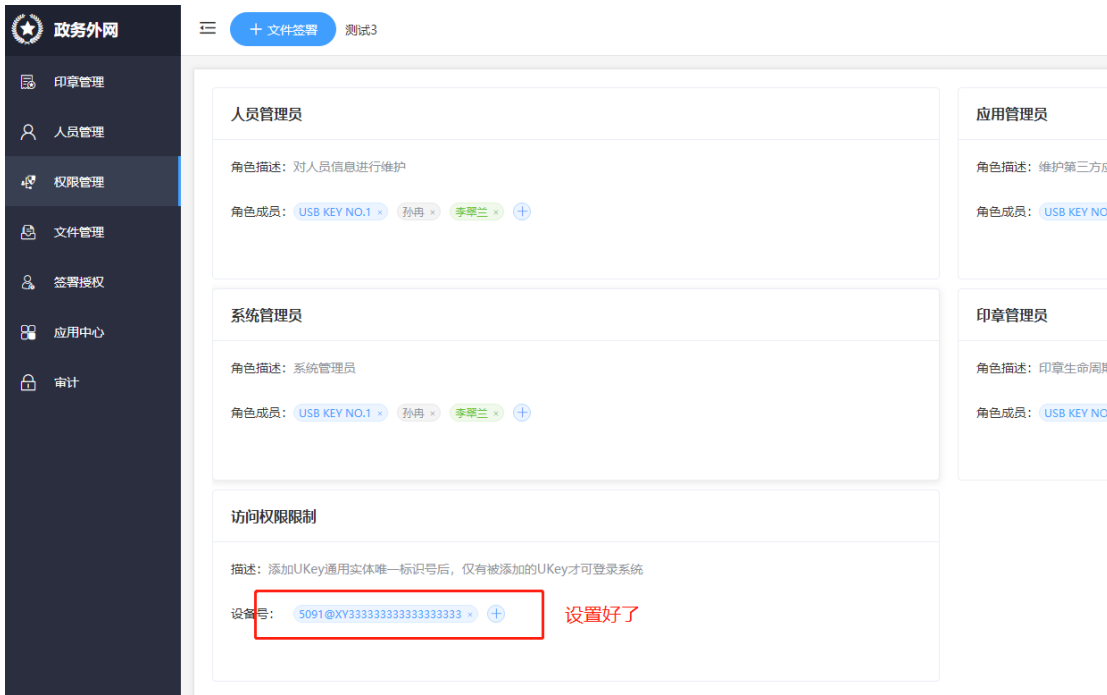 政务外网
+ 文件签署
测试3
印章管理
人员管理
权限管理
文件管理
签署授权
应用中心
审计
人员管理员
角色描述：对人员信息进行维护
角色成员： USB KEY NO.1 × 孙冉 × 李翠兰 × +
应用管理员
角色描述：维护第三方应
角色成员： USB KEY NO
系统管理员
角色描述：系统管理员
角色成员： USB KEY NO.1 × 孙冉 × 李翠兰 × +
印章管理员
角色描述：印章生命周期
角色成员： USB KEY NO
访问权限限制
描述：添加UKey通用实体唯一标识号后，仅有被添加的UKey才可登录系统
设备号： 5091@XY333333333333333333 × +
设置好了